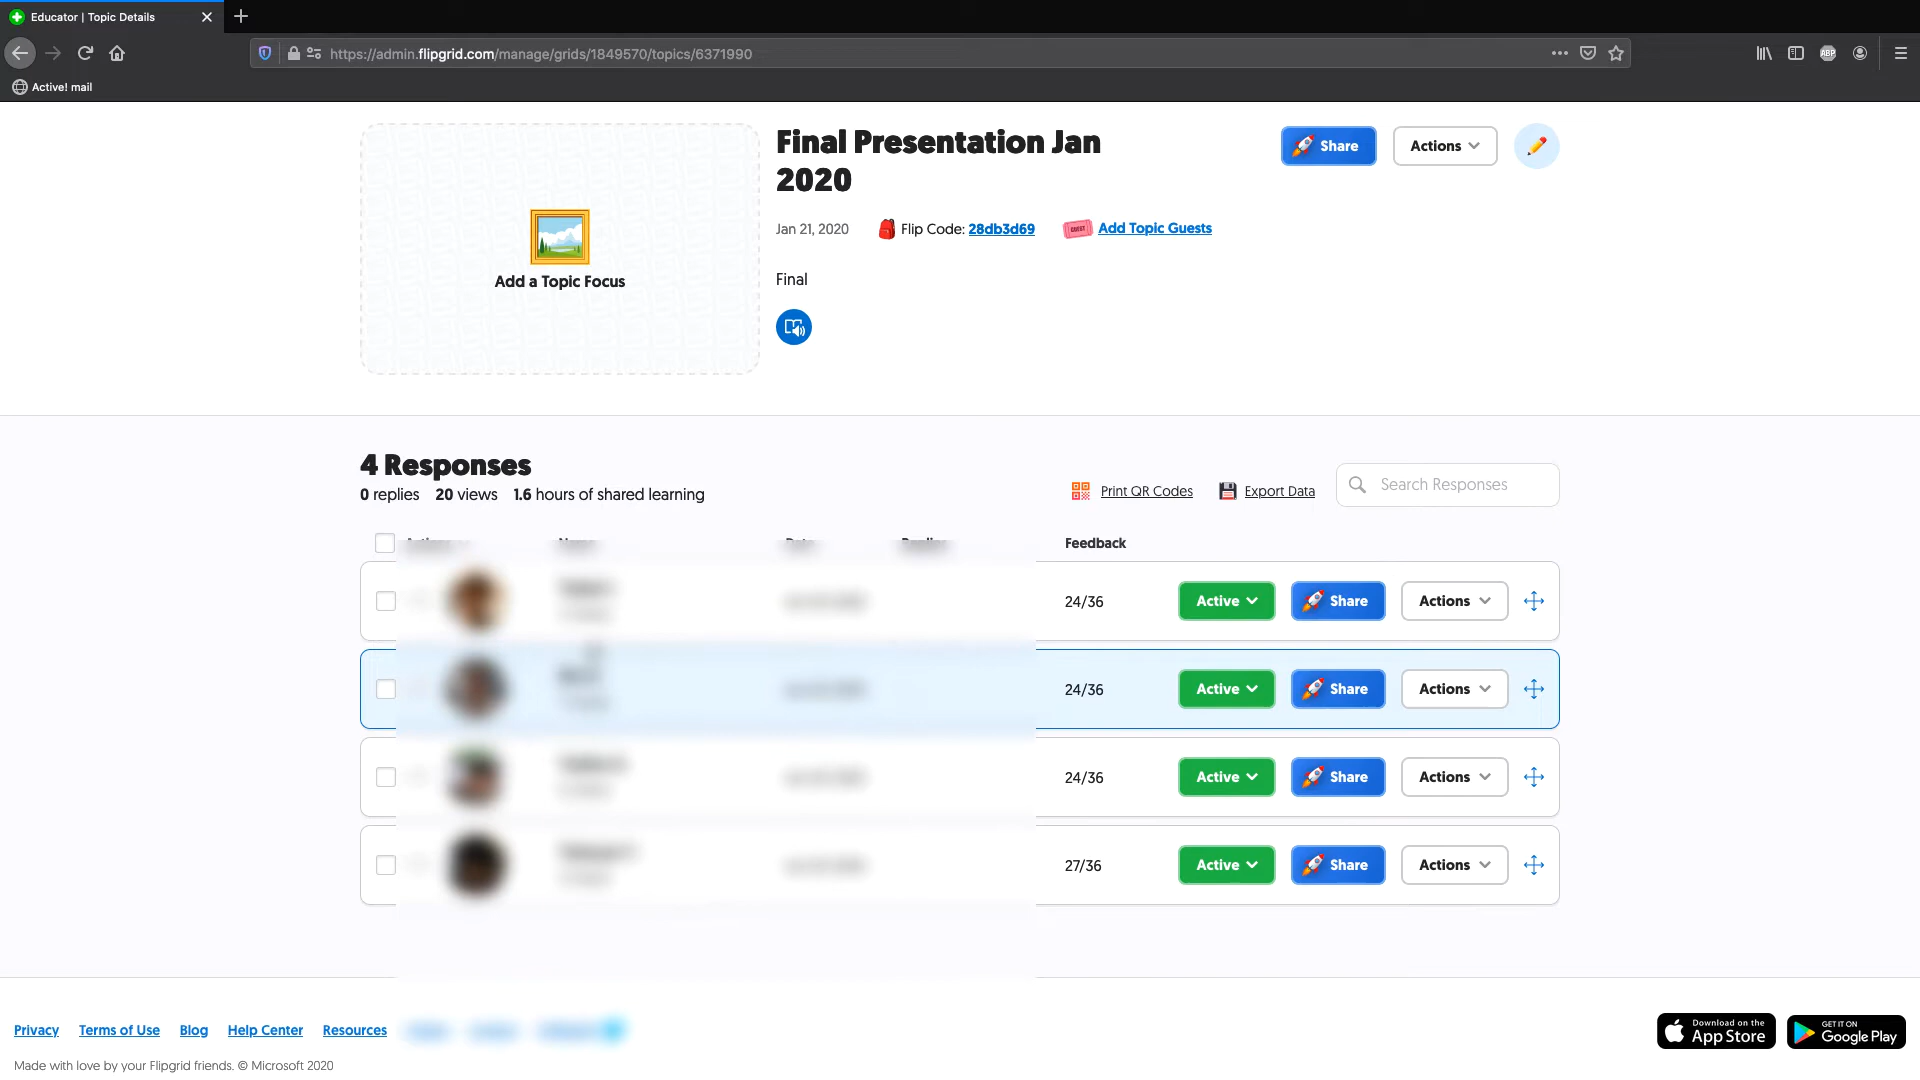 Educator | Topic Details
https://admin.flipgrid.com/manage/grids/1849570/topics/6371990
ABP
Active! mail
Final Presentation Jan
2020
Share
Actions
Jan 21, 2020
Flip Code: 28db3d69
GUEST
Add Topic Guests
Add a Topic Focus
Final
4 Responses
0 replies 20 views 1.6 hours of shared learning
Print QR Codes
Export Data
Search Responses
Feedback
24/36 Active Share Actions
24/36 Active Share Actions
24/36 Active Share Actions
27/36 Active Share Actions
Privacy Terms of Use Blog Help Center Resources
Download on the
App Store
GET IT ON
Google Play
Made with love by your Flipgrid friends. © Microsoft 2020